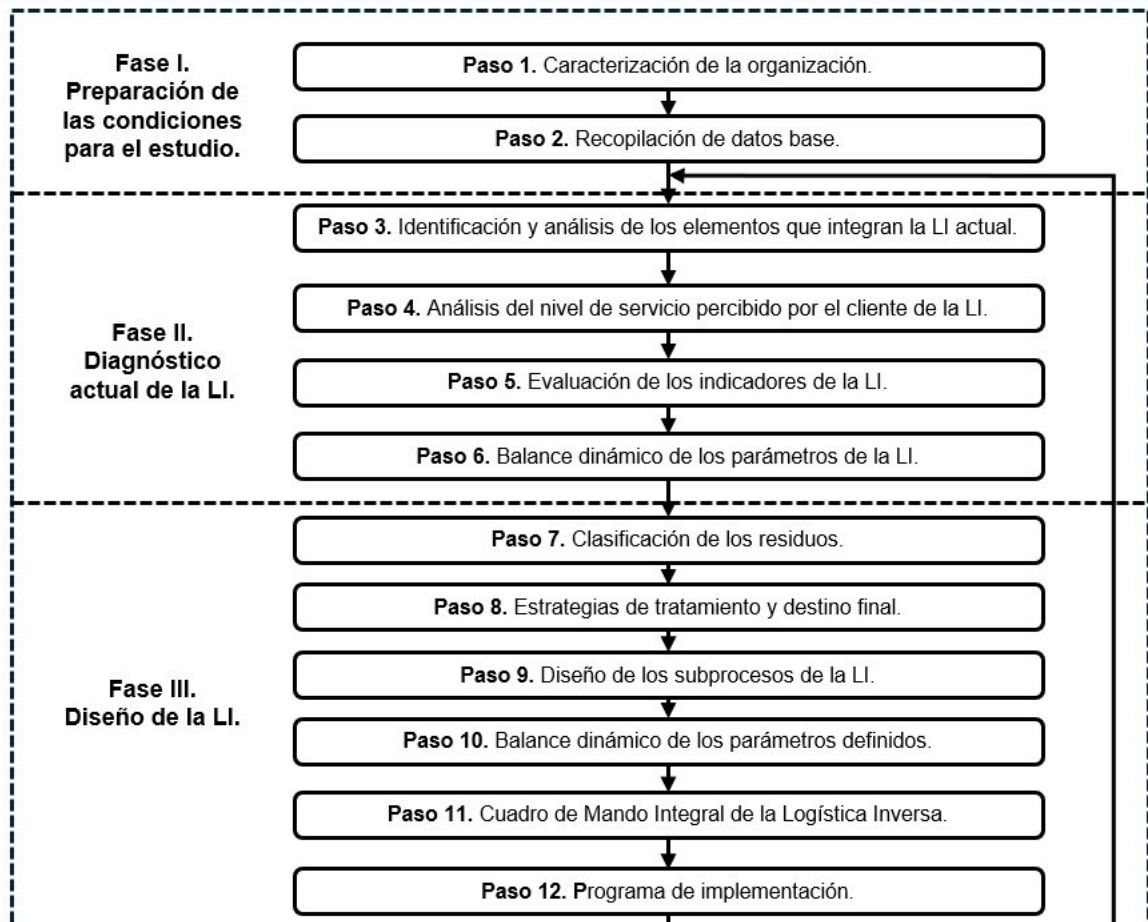 Fase I.
Preparación de
las condiciones
para el estudio.
Paso 1. Caracterización de la organización.
Paso 2. Recopilación de datos base.
Fase II.
Diagnóstico
actual de la LI.
Paso 3. Identificación y análisis de los elementos que integran la LI actual.
Paso 4. Análisis del nivel de servicio percibido por el cliente de la LI.
Paso 5. Evaluación de los indicadores de la LI.
Paso 6. Balance dinámico de los parámetros de la LI.
Fase III.
Diseño de la LI.
Paso 7. Clasificación de los residuos.
Paso 8. Estrategias de tratamiento y destino final.
Paso 9. Diseño de los subprocesos de la LI.
Paso 10. Balance dinámico de los parámetros definidos.
Paso 11. Cuadro de Mando Integral de la Logística Inversa.
Paso 12. Programa de implementación.